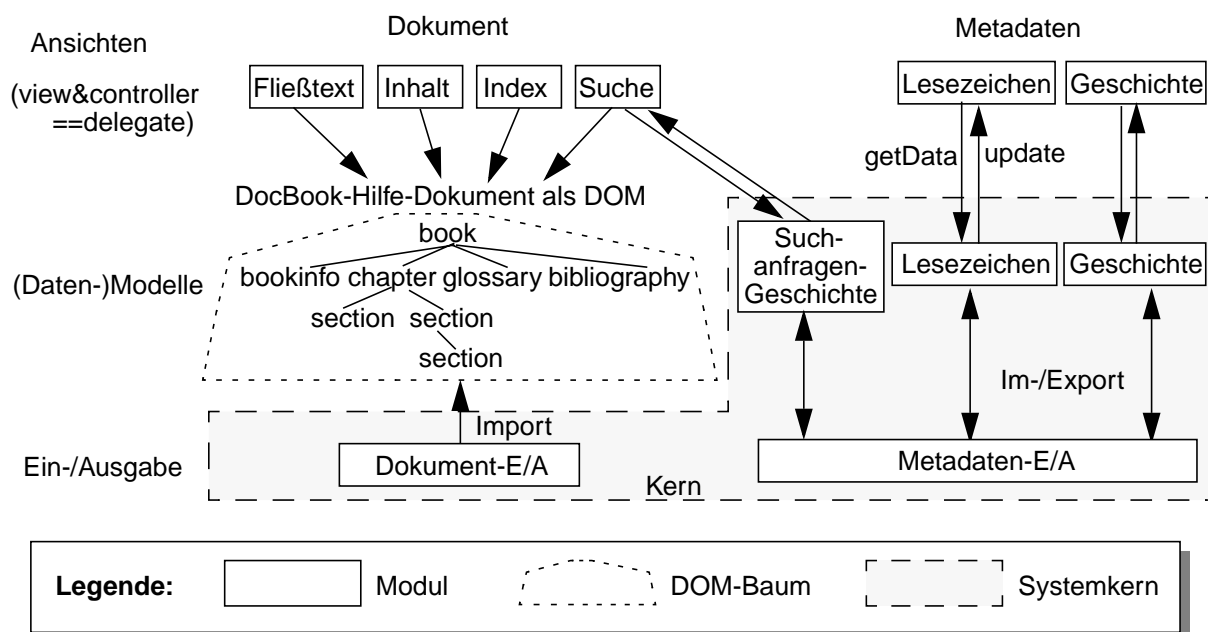 Ansichten
Dokument
Metadaten
(view&controller
==delegate)
Fließtext
Inhalt
Index
Suche
Lesezeichen
Geschichte
getData
update
DocBook-Hilfe-Dokument als DOM
book
(Daten-)Modelle
bookinfo chapter glossary bibliography
section section
section
Such-
anfragen-
Geschichte
Lesezeichen
Geschichte
Im-/Export
Import
Ein-/Ausgabe
Dokument-E/A
Metadaten-E/A
Kern
Legende:
Modul
DOM-Baum
Systemkern